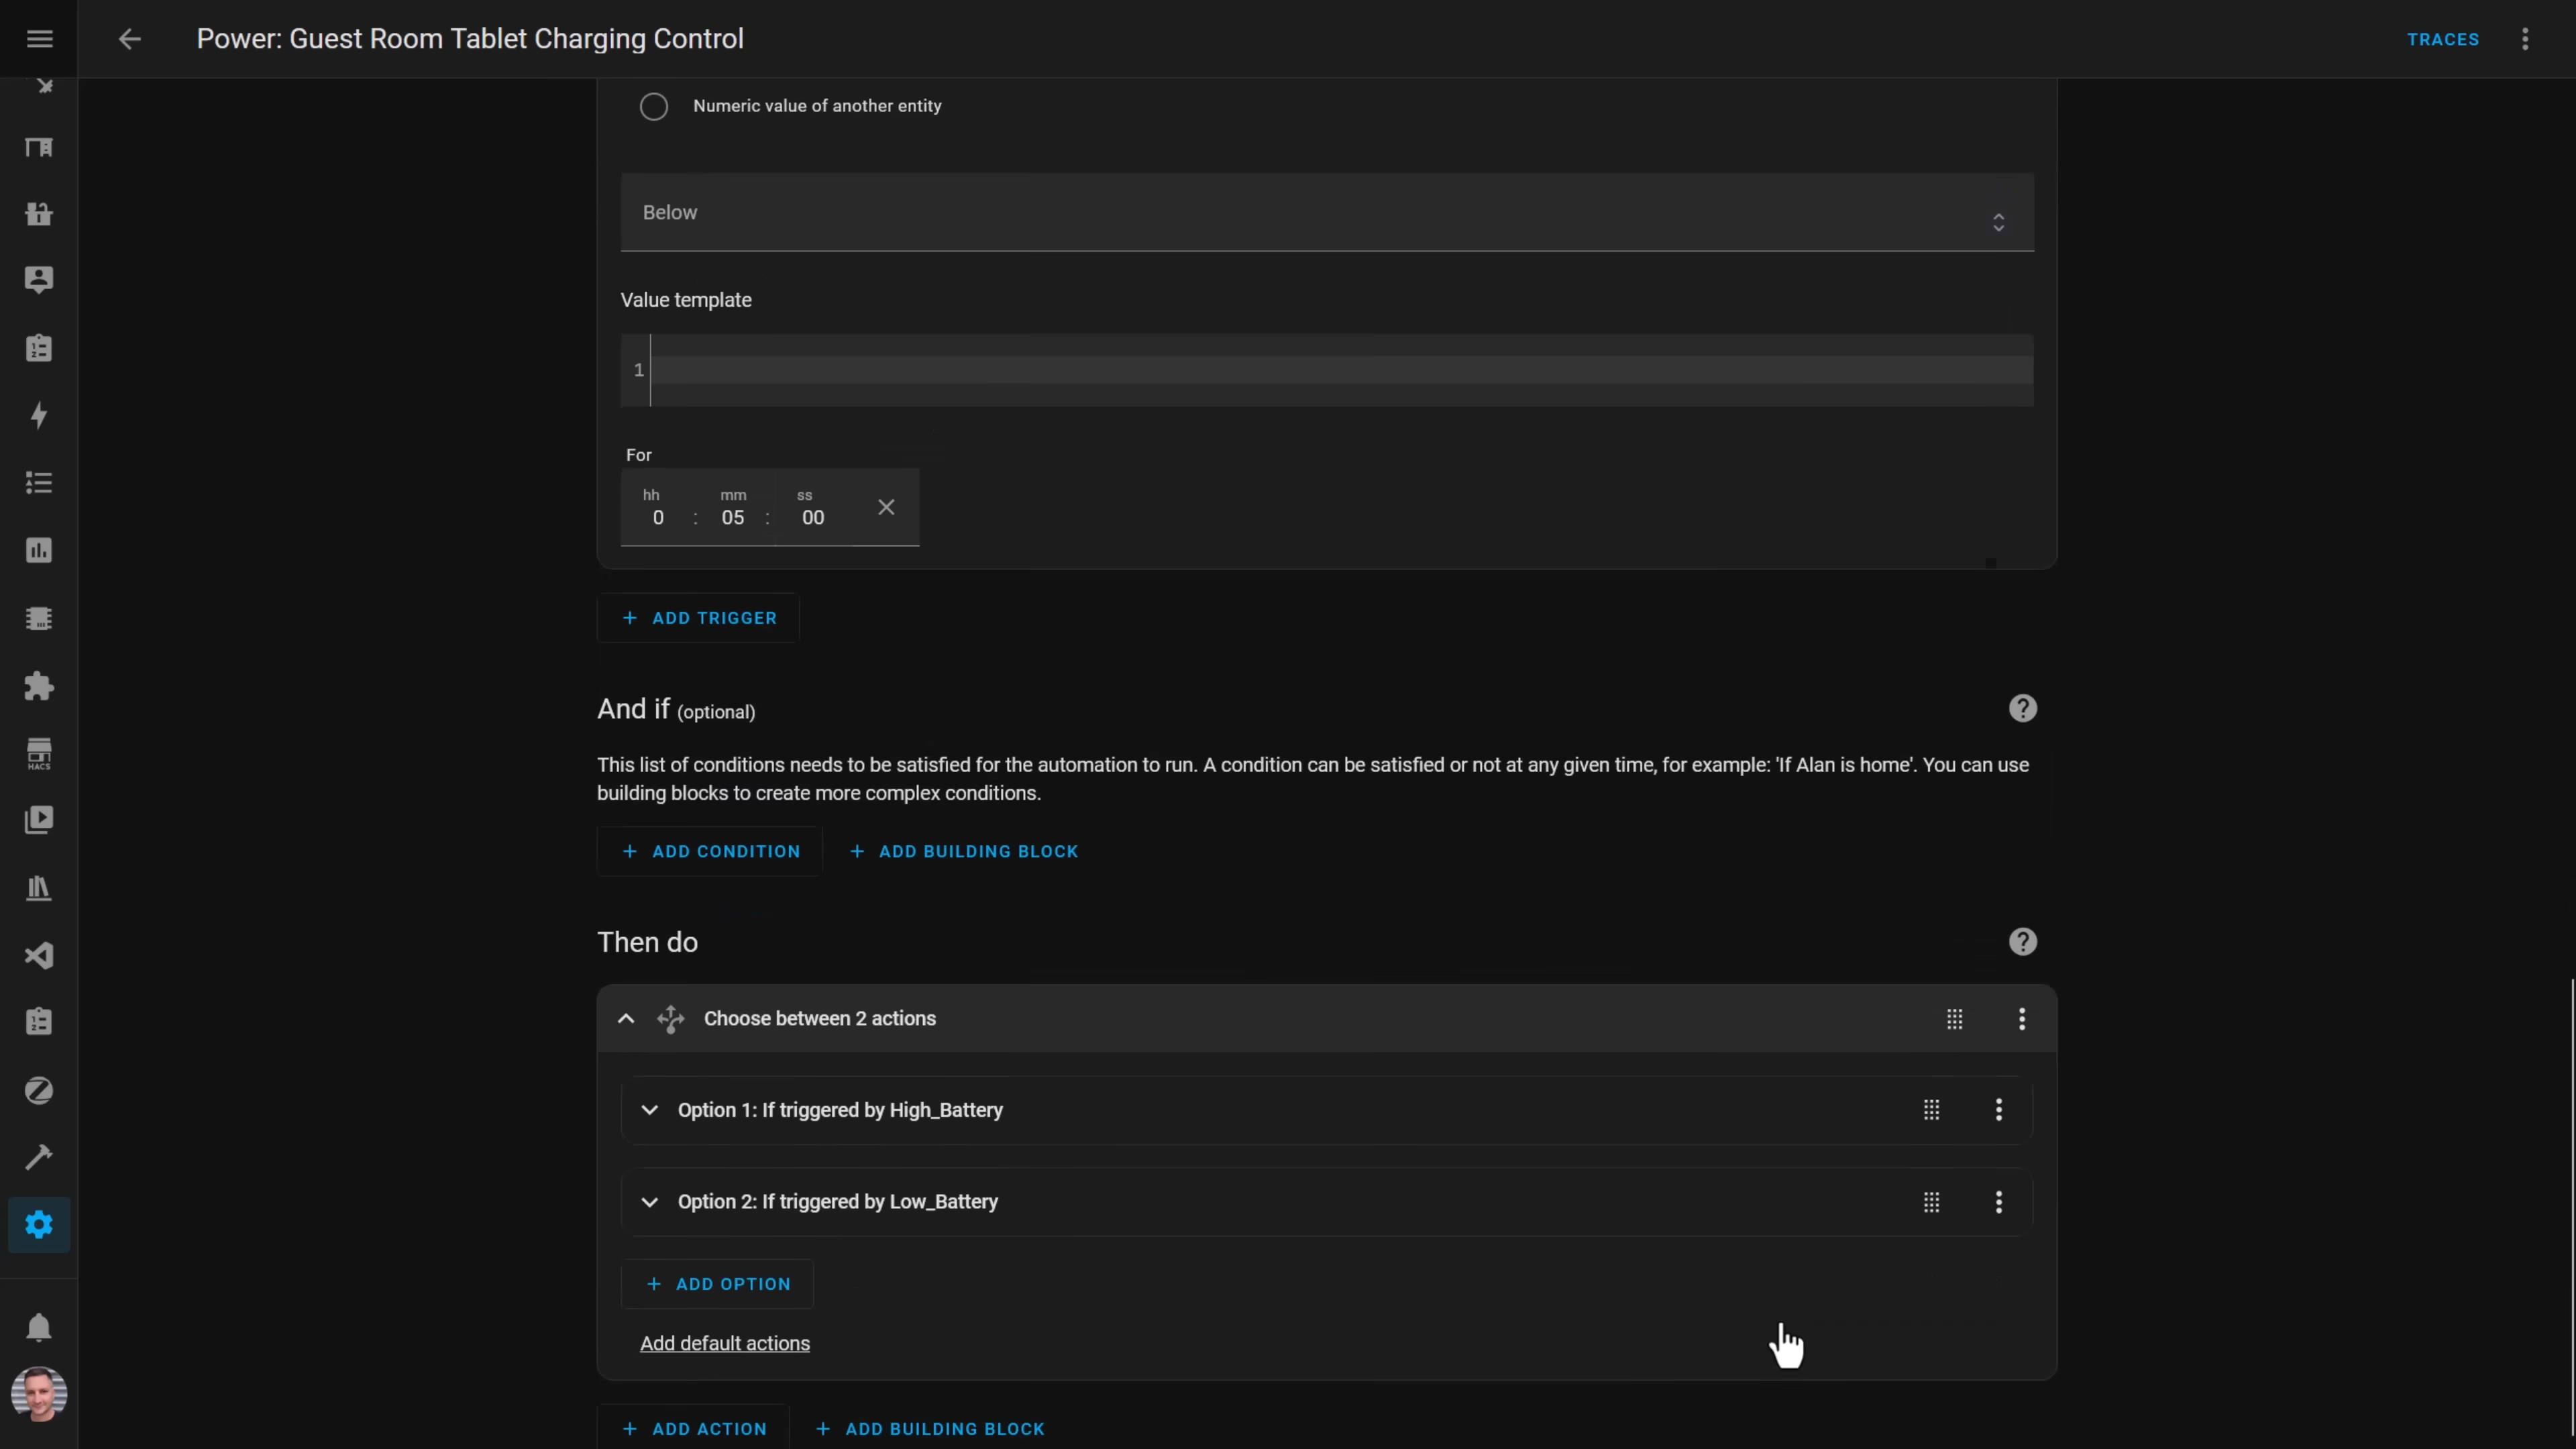 Power: Guest Room Tablet Charging Control
TRACES
Numeric value of another entity
Below
Value template
1
For
hh mm ss
0 : 05 : 00
ADD TRIGGER
And if (optional)
This list of conditions needs to be satisfied for the automation to run. A condition can be satisfied or not at any given time, for example: 'If Alan is home'. You can use
building blocks to create more complex conditions.
ADD CONDITION ADD BUILDING BLOCK
HACS
Then do
Choose between 2 actions
Option 1: If triggered by High_Battery
Option 2: If triggered by Low_Battery
ADD OPTION
Add default actions
ADD ACTION ADD BUILDING BLOCK